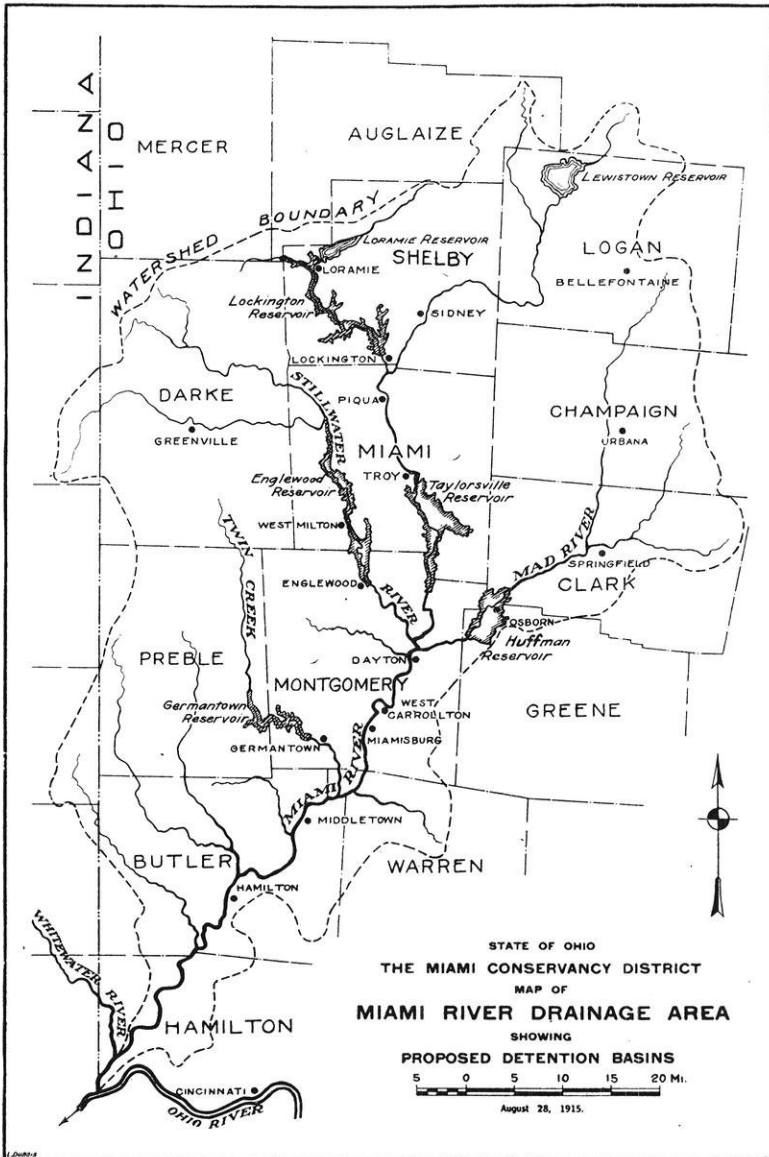 INDIANA
OHIO
MERCER
AUGLAIZE
LEWISTOWN RESERVOIR
WATERSHED BOUNDARY
LORAMIE RESERVOIR
SHELBY
LOGAN
LORAMIE
BELLEFONTAINE
Lockington
Reservoir
SIDNEY
LOCKINGTON
DARKE
STILLWATER
PIQUA
CHAMPAIGN
GREENVILLE
MIAMI
URBANA
TROY
Englewood
Reservoir
Taylorsville
Reservoir
WEST MILTON
TWIN
CREEK
MAD RIVER
SPRINGFIELD
ENGLEWOOD
RIVER
CLARK
OSBORN
Huffman
Reservoir
PREBLE
DAYTON
MONTGOMERY
Germantown
Reservoir
WEST
CARROLLTON
GREENE
GERMANTOWN
MIAMISBURG
MIAMI RIVER
MIDDLETOWN
BUTLER
WARREN
HAMILTON
WHITEWATER RIVER
HAMILTON
CINCINNATI
OHIO RIVER
STATE OF OHIO
THE MIAMI CONSERVANCY DISTRICT
MAP OF
MIAMI RIVER DRAINAGE AREA
SHOWING
PROPOSED DETENTION BASINS
5 0 5 10 15 20 MI.
August 28, 1915.